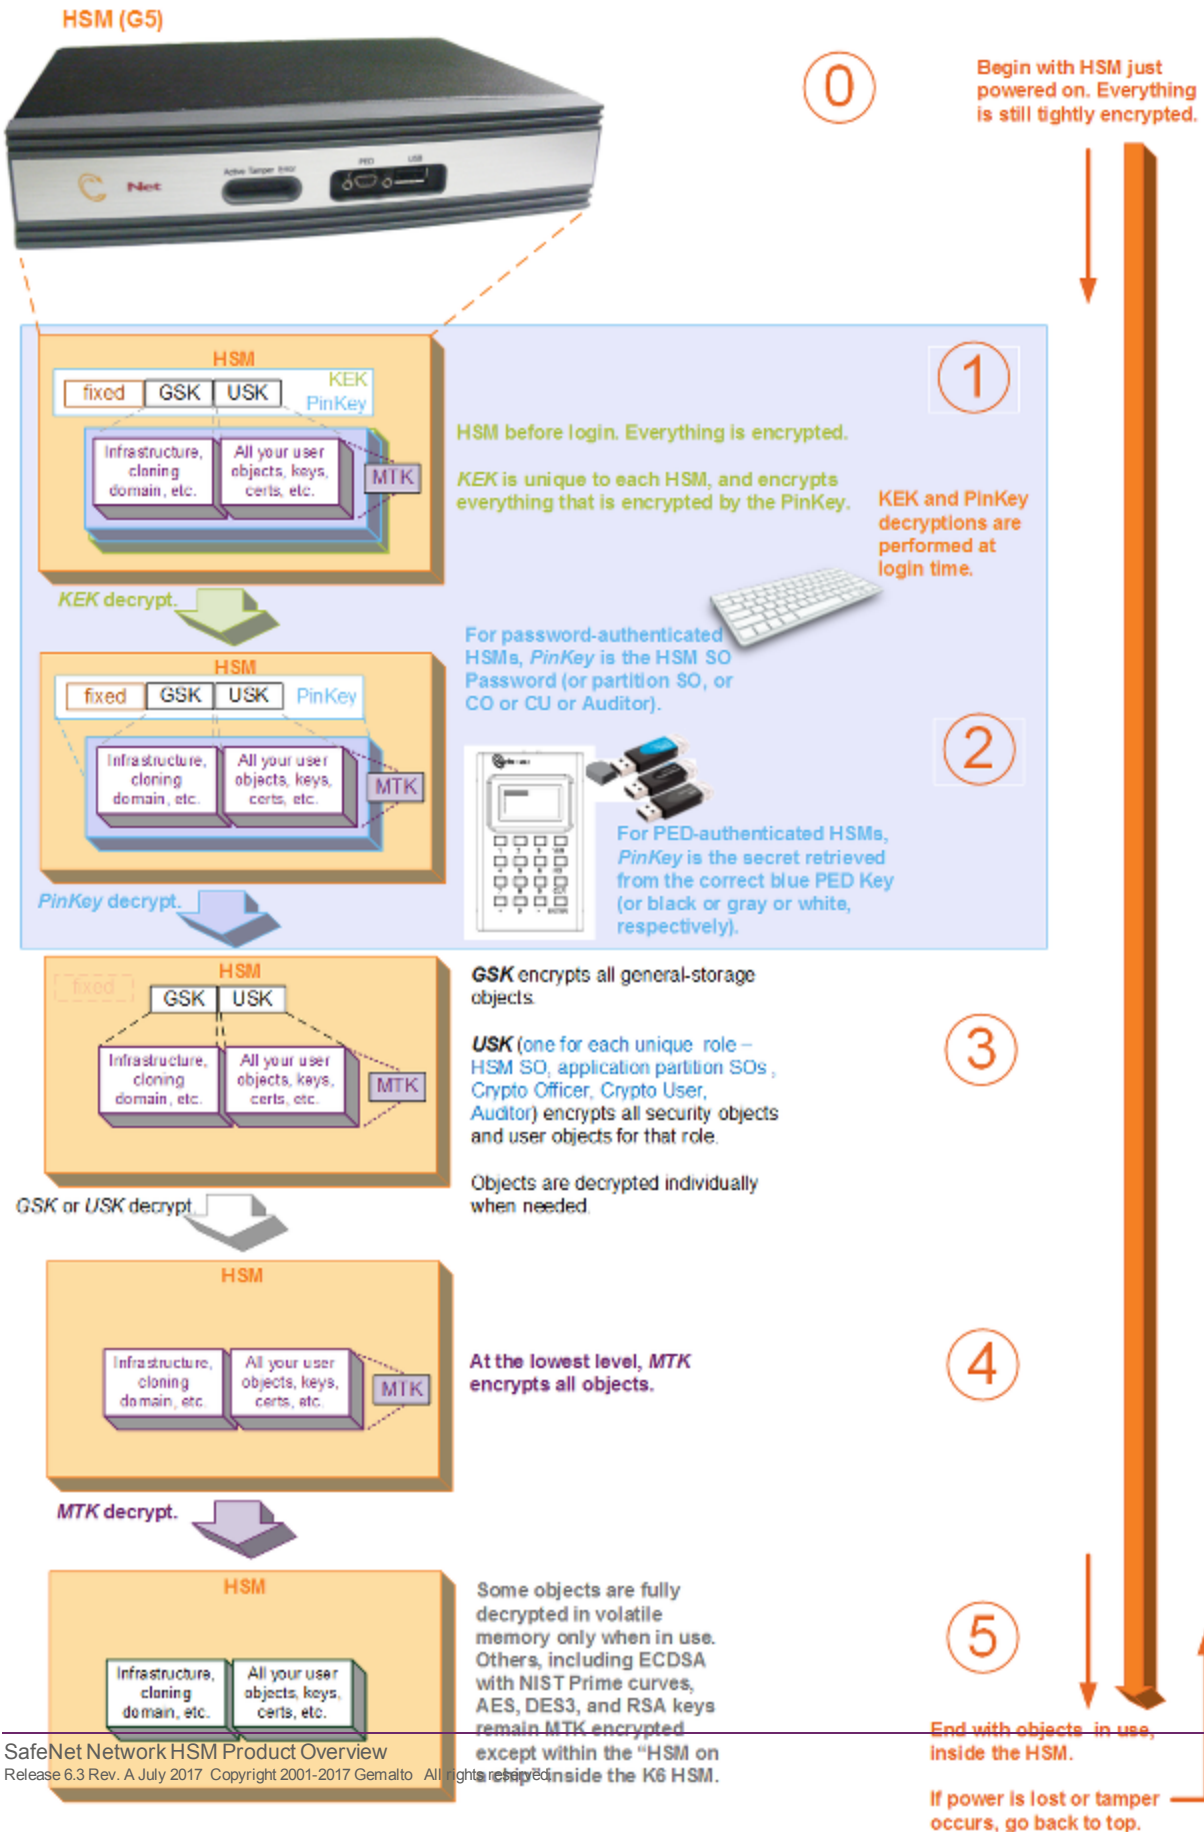 HSM (G5)
0
Begin with HSM just
powered on. Everything
is still tightly encrypted.
Net
Active Tamper Error
PED
USB
1
HSM
fixed GSK USK KEK
PinKey
Infrastructure,
cloning
domain, etc.
All your user
objects, keys,
certs, etc.
MTK
HSM before login. Everything is encrypted.
KEK is unique to each HSM, and encrypts
everything that is encrypted by the PinKey.
KEK and PinKey
decryptions are
performed at
login time.
KEK decrypt.
HSM
fixed GSK USK PinKey
Infrastructure,
cloning
domain, etc.
All your user
objects, keys,
certs, etc.
MTK
For password-authenticated
HSMs, PinKey is the HSM SO
Password (or partition SO, or
CO or CU or Auditor).
2
For PED-authenticated HSMs,
PinKey is the secret retrieved
from the correct blue PED Key
(or black or gray or white,
respectively).
PinKey decrypt.
HSM
fixed
GSK USK
Infrastructure,
cloning
domain, etc.
All your user
objects, keys,
certs, etc.
MTK
GSK encrypts all general-storage
objects.
USK (one for each unique role –
HSM SO, application partition SOs ,
Crypto Officer, Crypto User,
Auditor) encrypts all security objects
and user objects for that role.
Objects are decrypted individually
when needed.
3
GSK or USK decrypt.
HSM
Infrastructure,
cloning
domain, etc.
All your user
objects, keys,
certs, etc.
MTK
At the lowest level, MTK
encrypts all objects.
4
MTK decrypt.
HSM
Infrastructure,
cloning
domain, etc.
All your user
objects, keys,
certs, etc.
Some objects are fully
decrypted in volatile
memory only when in use.
Others, including ECDSA
with NIST Prime curves,
AES, DES3, and RSA keys
remain MTK encrypted
except within the “HSM on
a chip” inside the K6 HSM.
5
End with objects in use,
inside the HSM.
If power is lost or tamper
occurs, go back to top.
SafeNet Network HSM Product Overview
Release 6.3 Rev. A July 2017 Copyright 2001-2017 Gemalto All rights reserved.